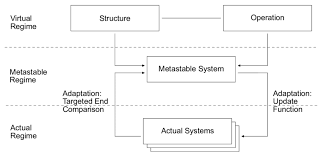 Virtual
Regime
Structure
Operation
Metastable
Regime
Metastable System
Adaptation:
Targeted End
Comparison
Adaptation:
Update
Function
Actual
Regime
Actual Systems